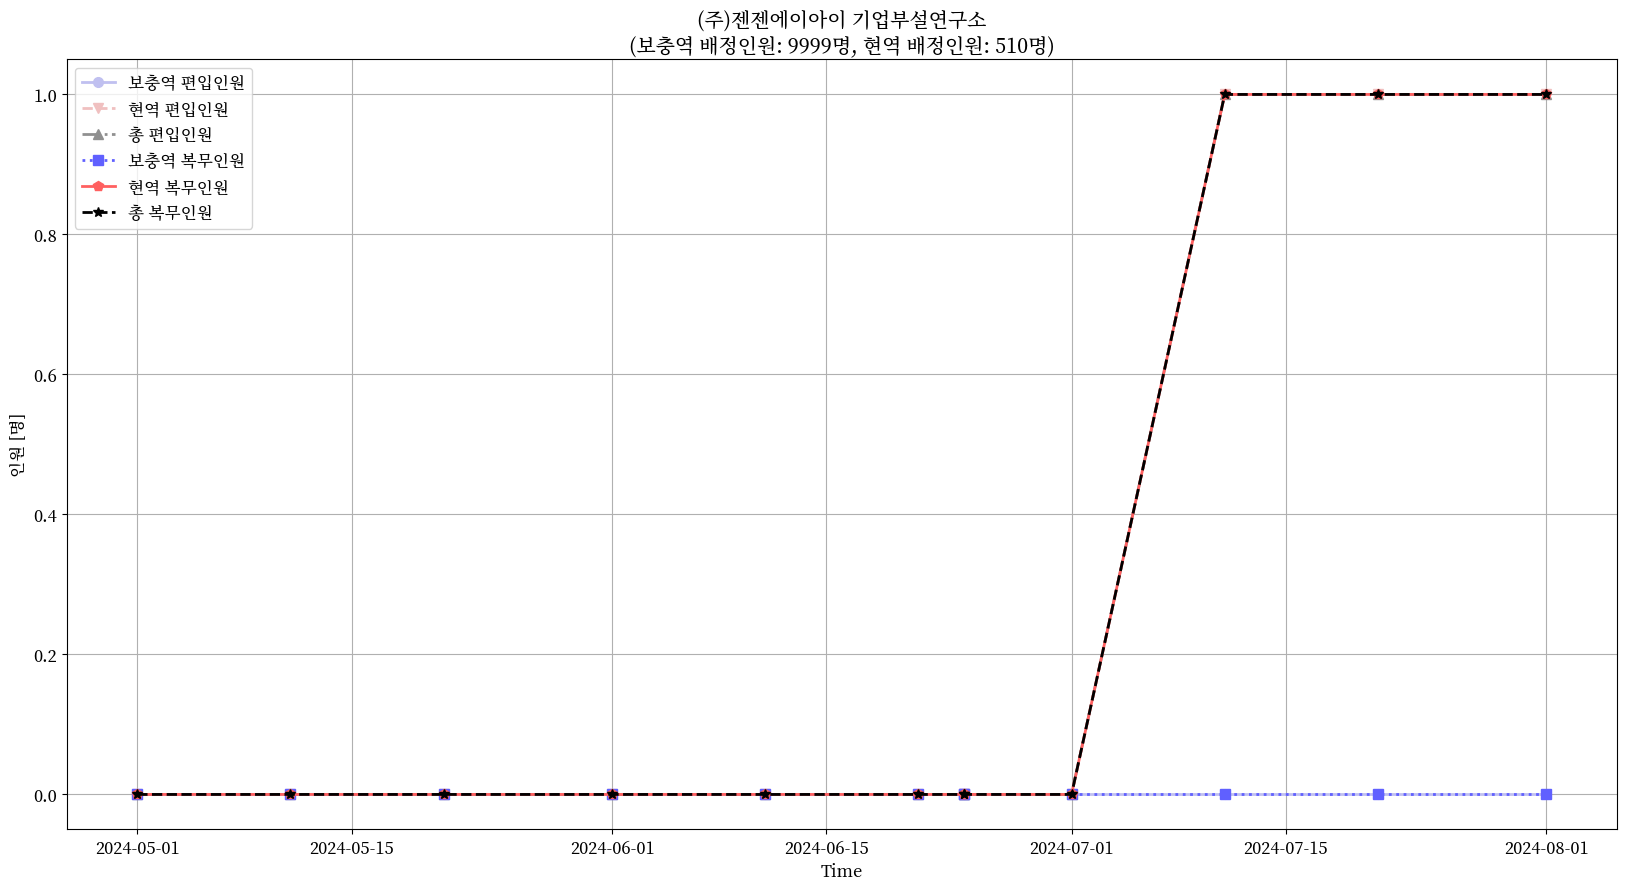 (주)젠젠에이아이 기업부설연구소
(보충역 배정인원: 9999명, 현역 배정인원: 510명)
보충역 편입인원
현역 편입인원
총 편입인원
보충역 복무인원
현역 복무인원
총 복무인원
인원 [명]
1.0
0.8
0.6
0.4
0.2
0.0
2024-05-01
2024-05-15
2024-06-01
2024-06-15
2024-07-01
2024-07-15
2024-08-01
Time